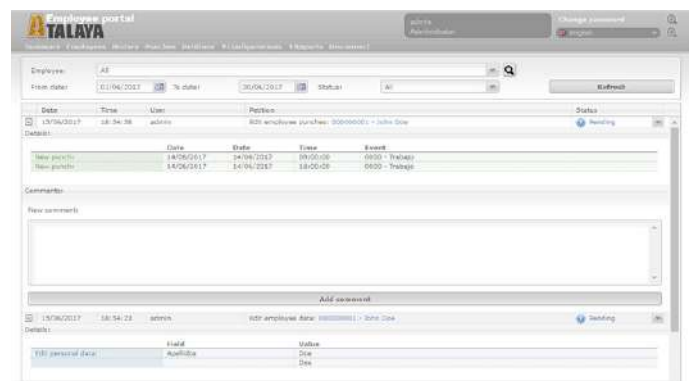 Employee portal
ATALAYA
admin
Administrator
Change password
English
Employee:
All
From date:
01/06/2017
To date:
30/06/2017
Status:
All
Refresh
Date Time User Petition Status
15/06/2017 18:54:38 admin Edit employee punches: 000000001 - John Doe Pending
Details:
Date Date Time Event
New punch: 14/06/2017 14/06/2017 09:00:00 0000 - Trabajo
New punch: 14/06/2017 14/06/2017 18:00:00 0000 - Trabajo
Comments:
New comment:
Add comment
15/06/2017 18:54:23 admin Edit employee data: 000000001 - John Doe Pending
Details:
Field Value
Edit personal data: Apellidos Doe
Doe